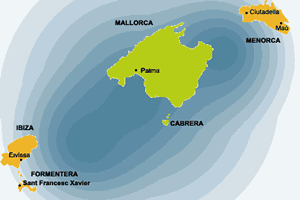 Ciutadella
MALLORCA
Maó
MENORCA
Palma
CABRERA
IBIZA
Eivissa
FORMENTERA
Sant Francesc Xavier